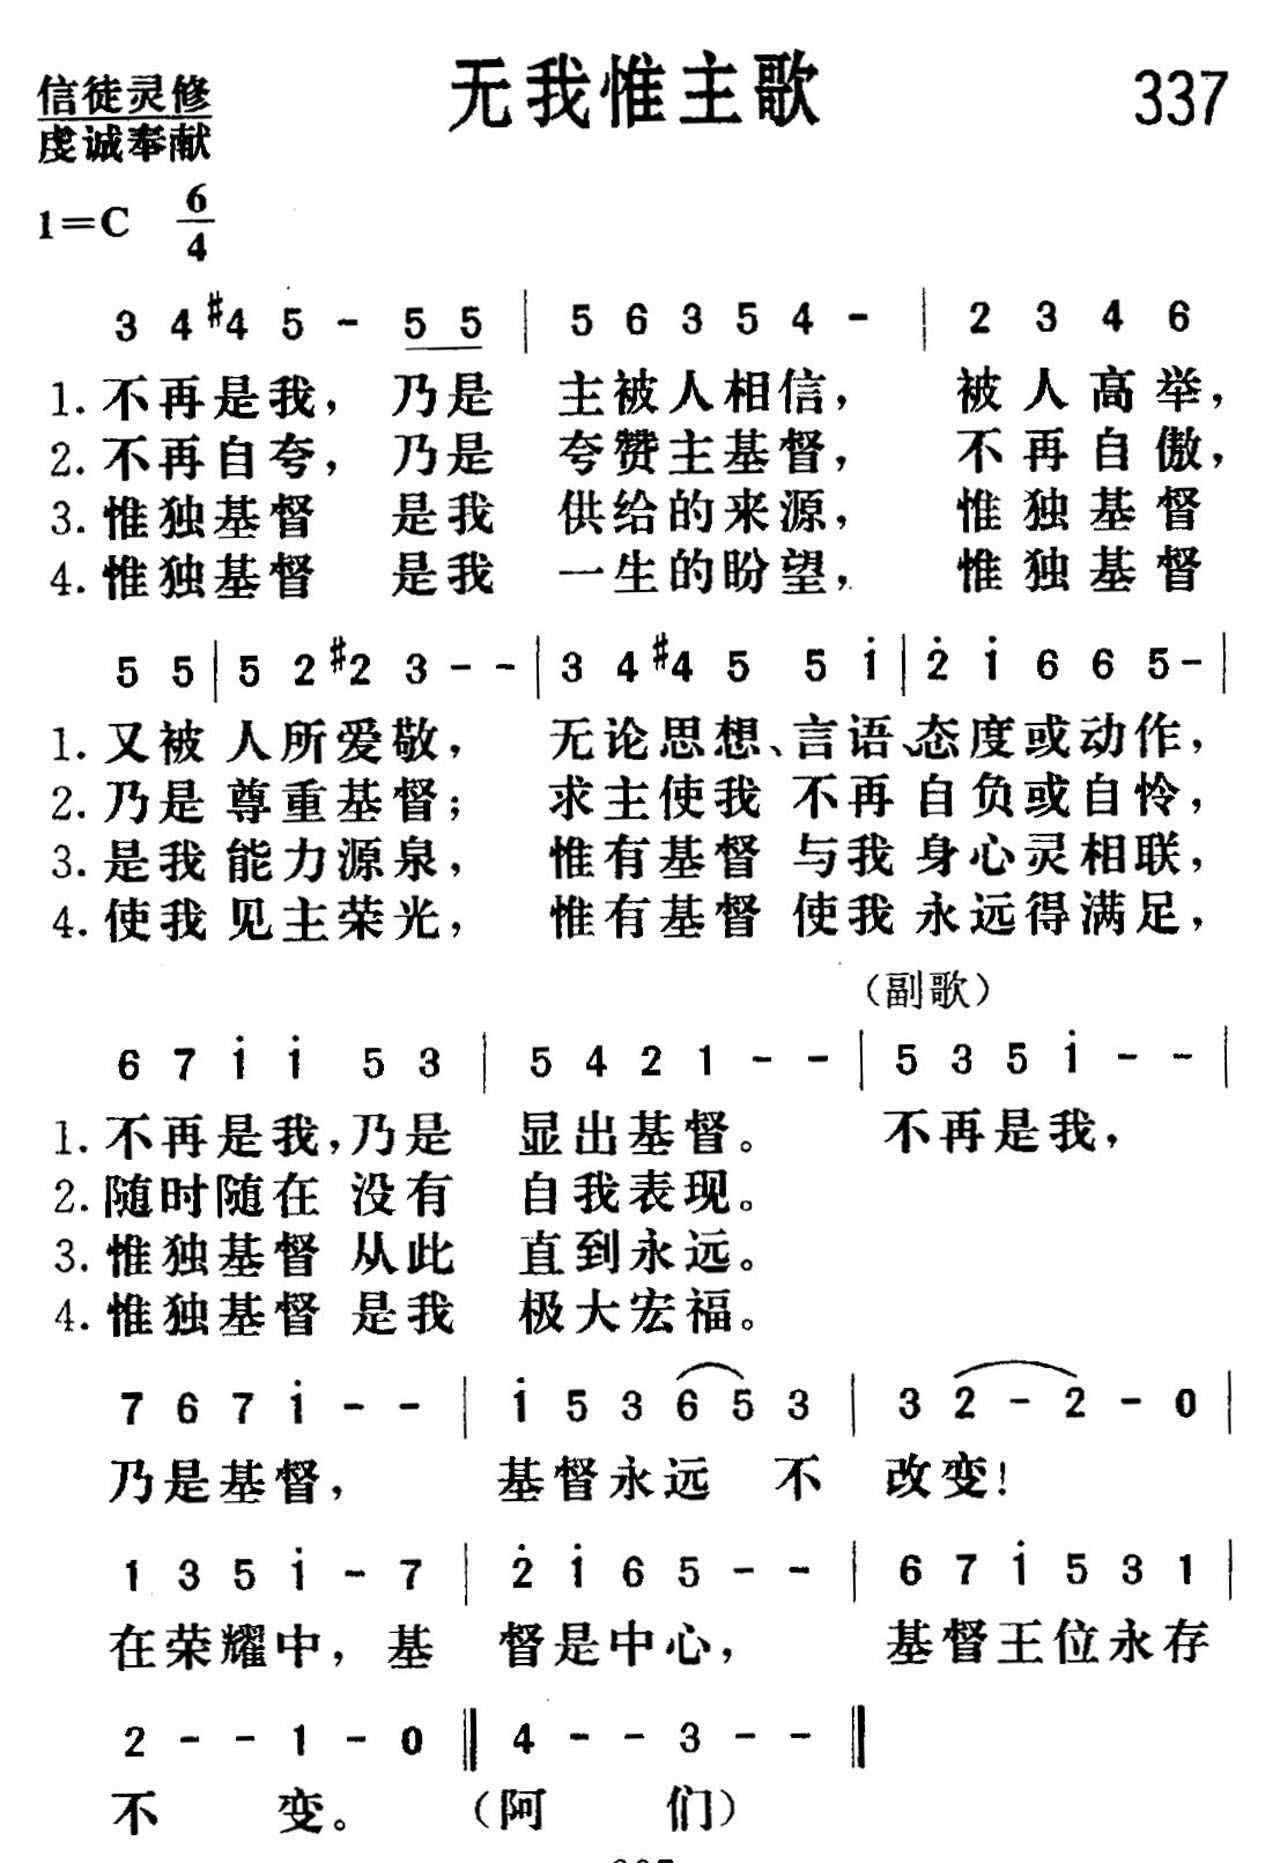 信徒灵修 无我惟主歌 337
虔诚奉献
1=C 6/4
3 4 #4 5 - 5 5 | 5 6 3 5 4 - | 2 3 4 6
1. 不再是我，乃是 主被人相信， 被人高举，
2. 不再自夸，乃是 夸赞主基督， 不再自傲，
3. 惟独基督 是我 供给的来源， 惟独基督
4. 惟独基督 是我 一生的盼望， 惟独基督
5 5 | 5 2 #2 3 - - | 3 4 #4 5 5 i̇ | 2̇ i̇ 6 6 5 - |
1. 又被 人所爱敬， 无论思想、言语、态度或动作，
2. 乃是 尊重基督； 求主使我 不再 自负或自怜，
3. 是我 能力源泉， 惟有基督 与我 身心灵相联，
4. 使我 见主荣光， 惟有基督 使我 永远得满足，
（副歌）
6 7 i̇ i̇ 5 3 | 5 4 2 1 - - | 5 3 5 i̇ - - |
1. 不再是我，乃是 显出基督。 不再是我，
2. 随时随在 没有 自我表现。
3. 惟独基督 从此 直到永远。
4. 惟独基督 是我 极大宏福。
7 6 7 i̇ - - | i̇ 5 3 6 5 3 | 3 2 - 2 - 0 |
乃是基督， 基督永远 不 改变！
1 3 5 i̇ - 7 | 2̇ i̇ 6 5 - - | 6 7 i̇ 5 3 1 |
在荣耀中，基 督是中心， 基督王位永存
2 - - 1 - 0 ‖ 4 - - 3 - - ‖
不 变。（阿 们）